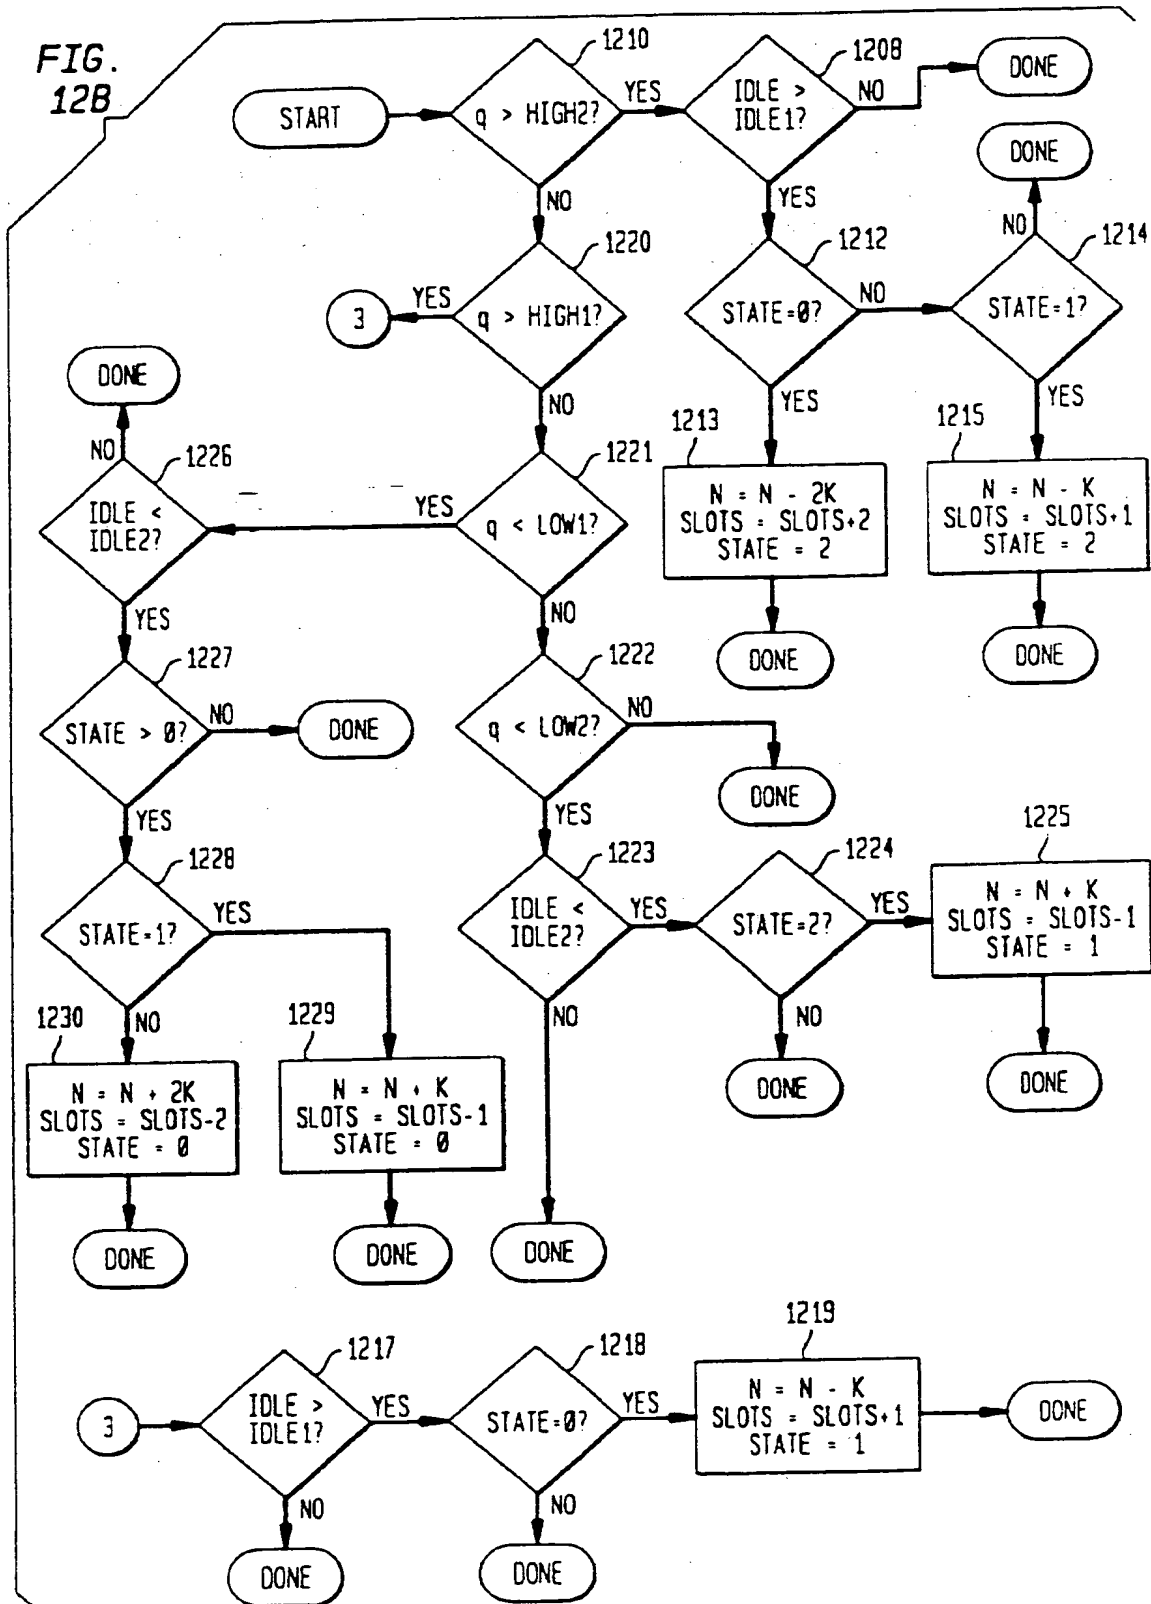 FIG.
12B
START
1210
q > HIGH2?
YES
NO
1208
IDLE >
IDLE1?
NO
DONE
YES
DONE
NO
1220
q > HIGH1?
YES
3
NO
1212
STATE=0?
NO
YES
1214
STATE=1?
YES
1213
N = N - 2K
SLOTS = SLOTS+2
STATE = 2
DONE
1215
N = N - K
SLOTS = SLOTS+1
STATE = 2
DONE
DONE
NO
1226
IDLE <
IDLE2?
YES
1221
q < LOW1?
YES
NO
1227
STATE > 0?
NO
DONE
YES
1222
q < LOW2?
NO
DONE
YES
1228
STATE=1?
YES
NO
1223
IDLE <
IDLE2?
YES
NO
1224
STATE=2?
YES
NO
DONE
1225
N = N + K
SLOTS = SLOTS-1
STATE = 1
DONE
1230
N = N + 2K
SLOTS = SLOTS-2
STATE = 0
DONE
1229
N = N + K
SLOTS = SLOTS-1
STATE = 0
DONE
DONE
3
1217
IDLE >
IDLE1?
YES
NO
DONE
1218
STATE=0?
YES
NO
DONE
1219
N = N - K
SLOTS = SLOTS+1
STATE = 1
DONE